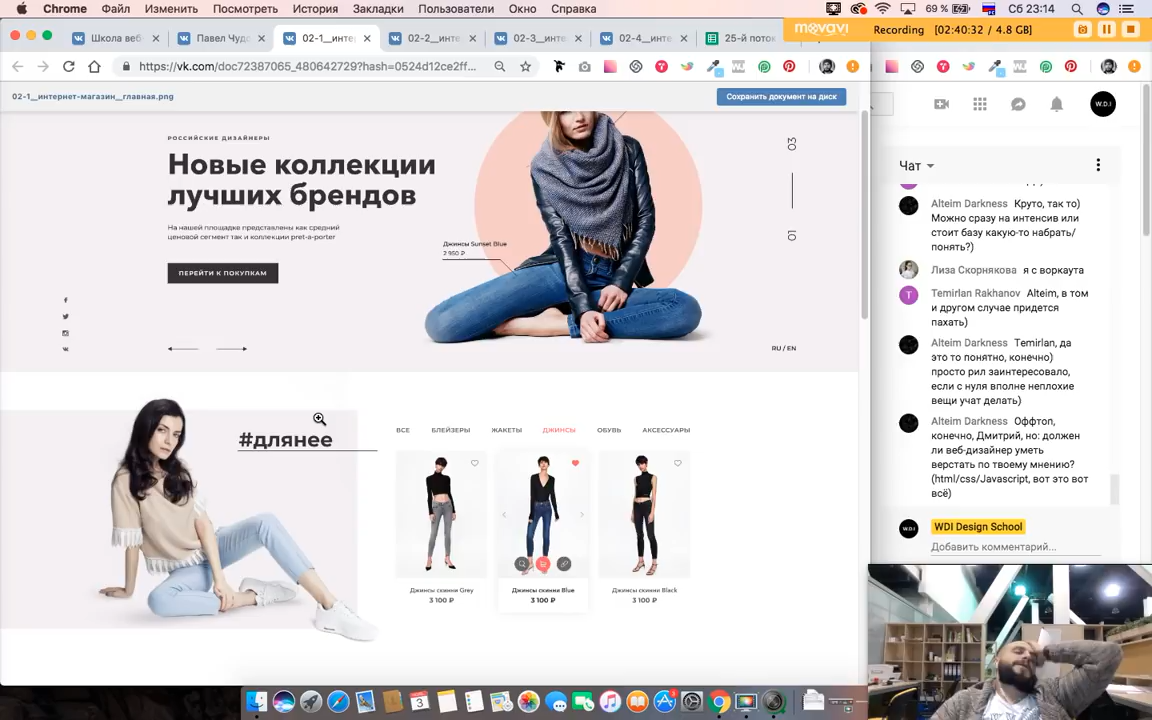 Chrome Файл Изменить Посмотреть История Закладки Пользователи Окно Справка
69 % Сб 23:14
movavi Recording [02:40:32 / 4.8 GB]
Школа веб
Павел Чудо
02-1__инте
02-2__инте
02-3__инте
02-4__инте
25-й поток
https://vk.com/doc72387065_480642729?hash=0524d12ce2ff...
02-1__интернет-магазин__главная.png
Сохранить документ на диск
РОССИЙСКИЕ ДИЗАЙНЕРЫ
Новые коллекции
лучших брендов
На нашей площадке представлены как средний
ценовой сегмент так и коллекции pret-a-porter
ПЕРЕЙТИ К ПОКУПКАМ
Джинсы Sunset Blue
2 950 ₽
03
01
RU / EN
#длянее
ВСЕ БЛЕЙЗЕРЫ ЖАКЕТЫ ДЖИНСЫ ОБУВЬ АКСЕССУАРЫ
Джинсы скинни Grey
3 100 ₽
Джинсы скинни Blue
3 100 ₽
Джинсы скинни Black
3 100 ₽
W.D.I
Чат
Alteim Darkness Круто, так то)
Можно сразу на интенсив или
стоит базу какую-то набрать/
понять?)
Лиза Скорнякова я с воркаута
T Temirlan Rakhanov Alteim, в том
и другом случае придется
пахать)
Alteim Darkness Temirlan, да
это то понятно, конечно)
просто рил заинтересовало,
если с нуля вполне неплохие
вещи учат делать)
Alteim Darkness Оффтоп,
конечно, Дмитрий, но: должен
ли веб-дизайнер уметь
верстать по твоему мнению?
(html/css/Javascript, вот это вот
всё)
WDI Design School
Добавить комментарий...